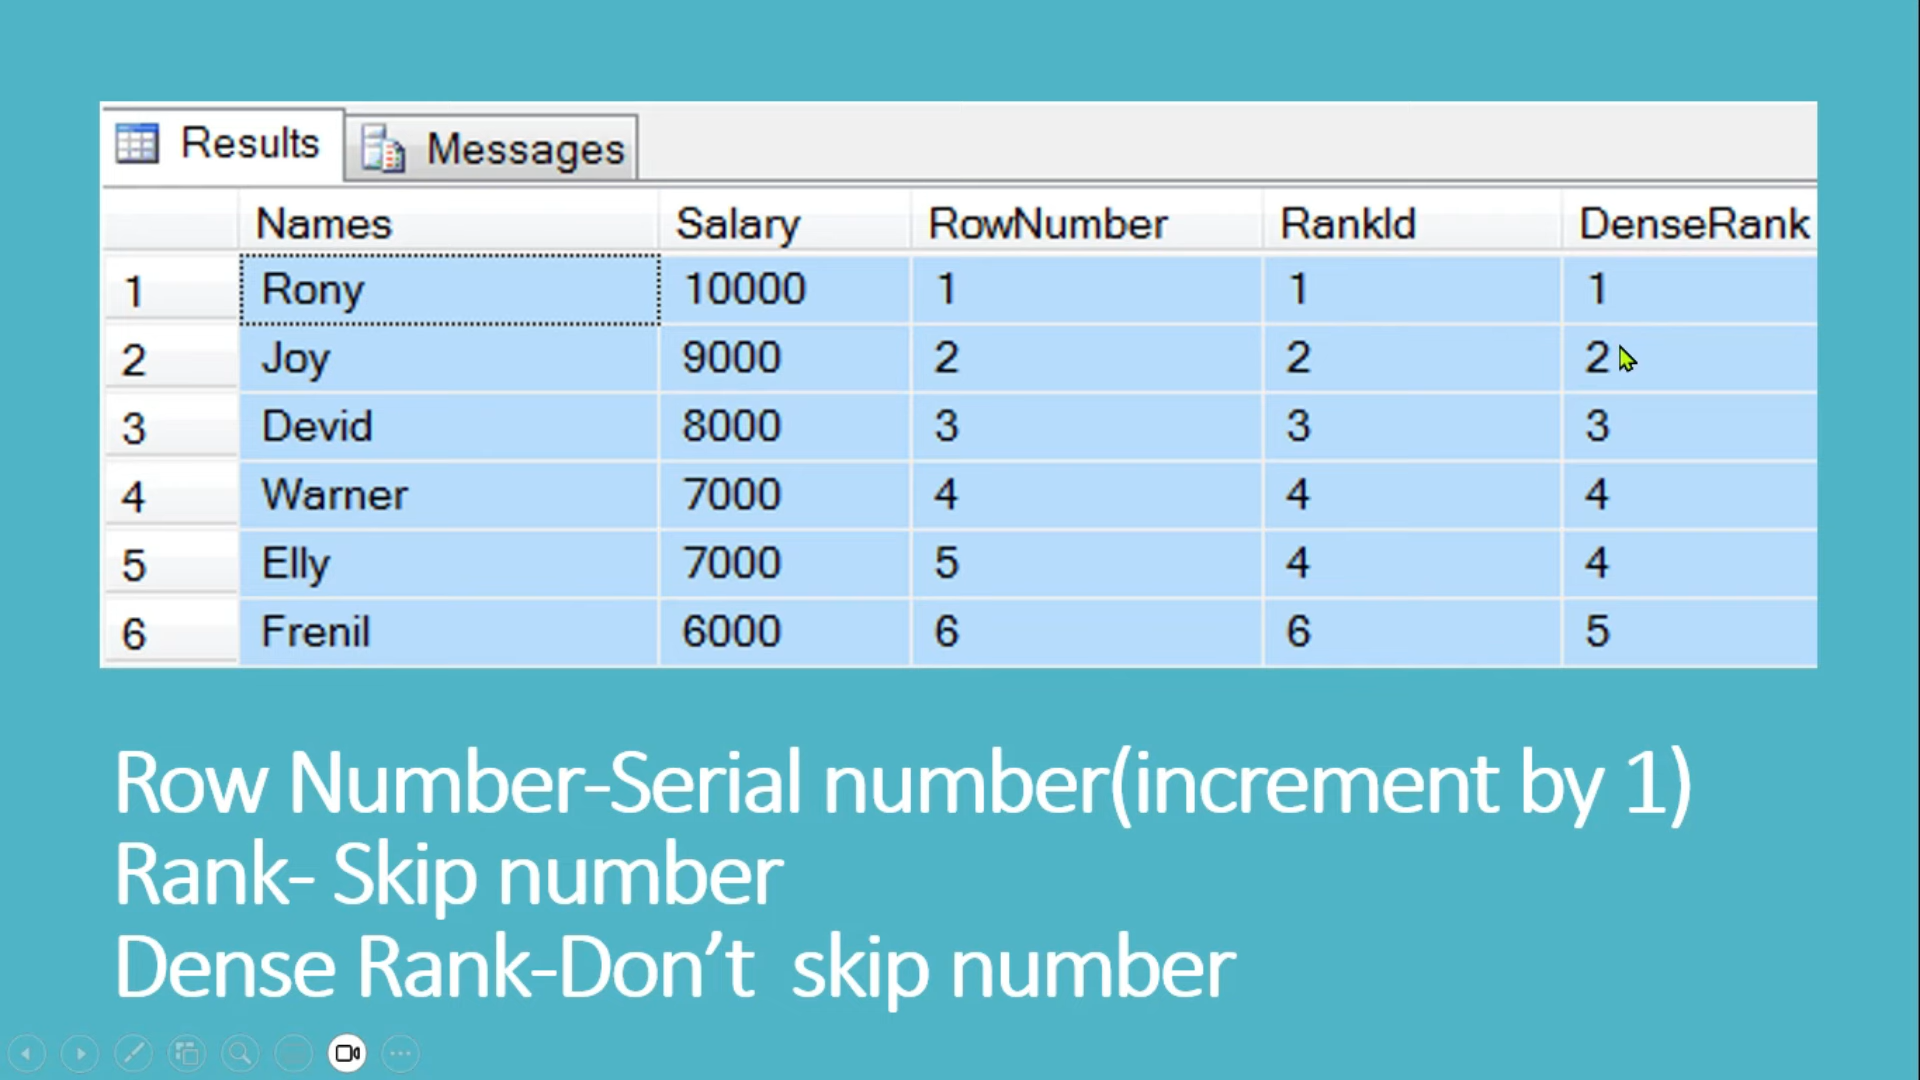 Results Messages
Names Salary RowNumber RankId DenseRank
1 Rony 10000 1 1 1
2 Joy 9000 2 2 2
3 Devid 8000 3 3 3
4 Warner 7000 4 4 4
5 Elly 7000 5 4 4
6 Frenil 6000 6 6 5
Row Number-Serial number(increment by 1)
Rank- Skip number
Dense Rank-Don’t  skip number